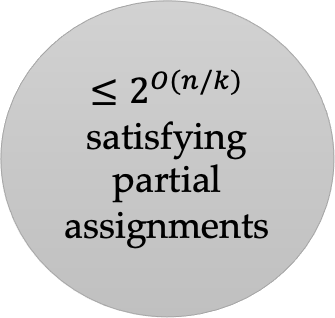 ≤ 2^{O(n/k)}
satisfying
partial
assignments